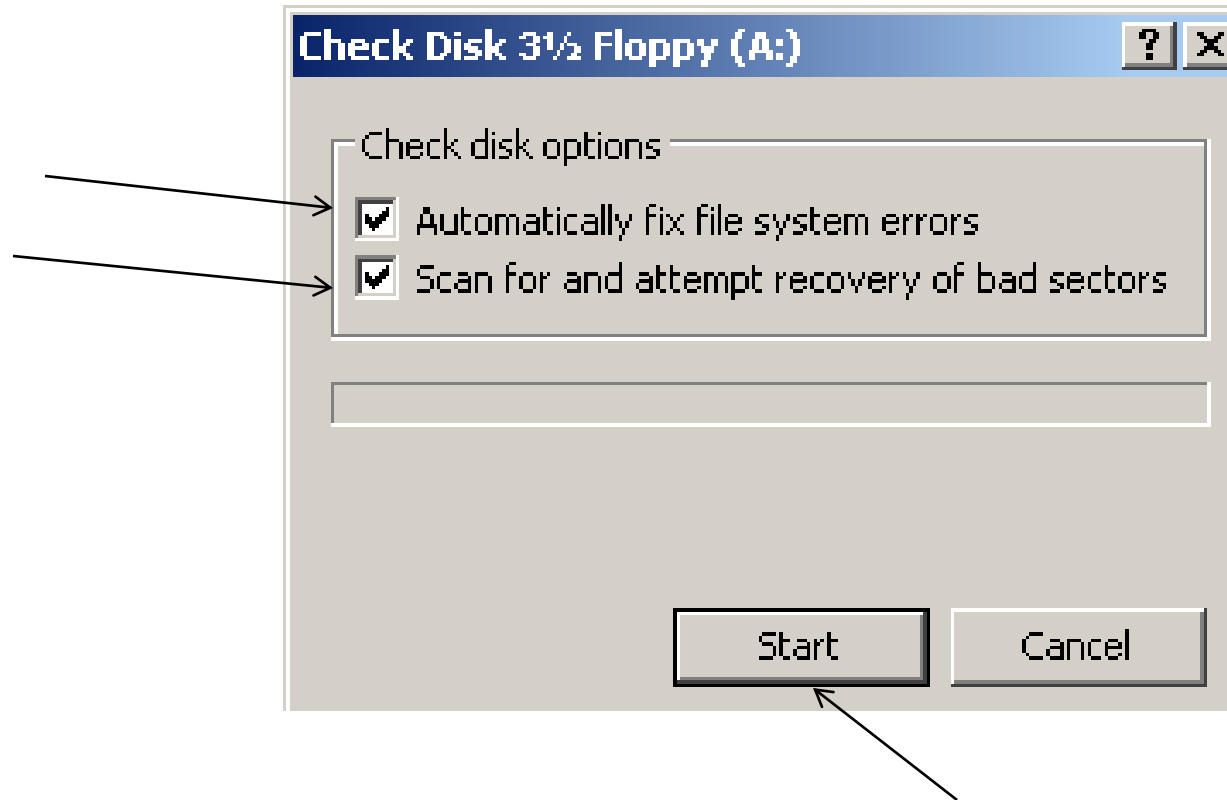 Check Disk 3½ Floppy (A:)
Check disk options
Automatically fix file system errors
Scan for and attempt recovery of bad sectors
Start Cancel